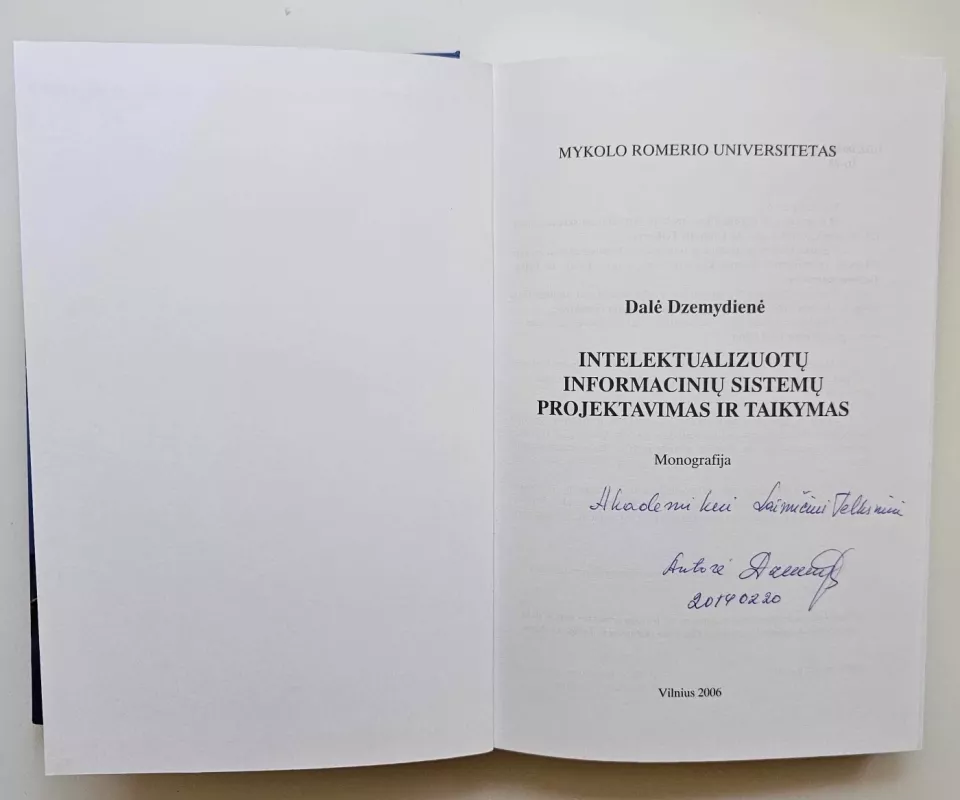 MYKOLO ROMERIO UNIVERSITETAS
Dalė Dzemydienė
INTELEKTUALIZUOTŲ
INFORMACINIŲ SISTEMŲ
PROJEKTAVIMAS IR TAIKYMAS
Monografija
Akademikui Laimučiui Telksniui
Autorė
20140220
Vilnius 2006